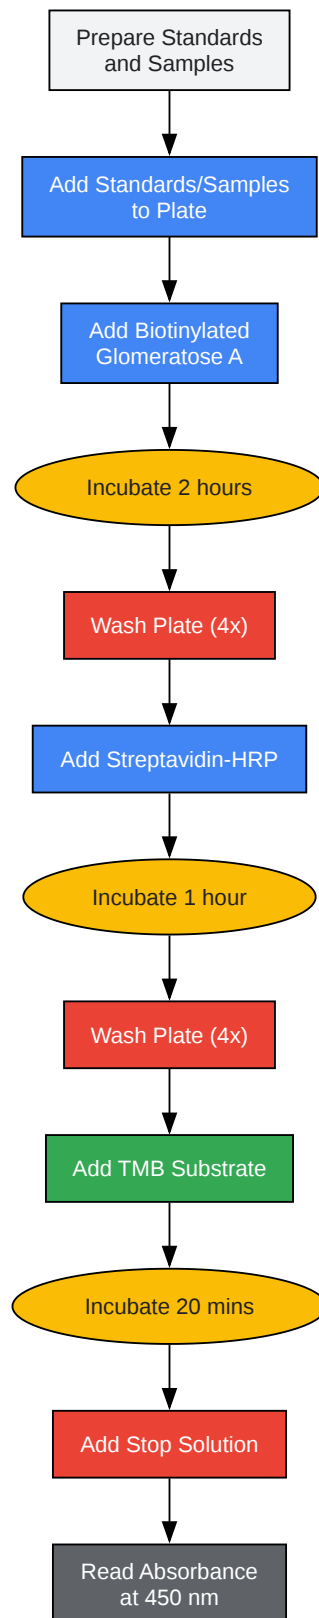 Prepare Standards
and Samples
Add Standards/Samples
to Plate
Add Biotinylated
Glomeratose A
Incubate 2 hours
Wash Plate (4x)
Add Streptavidin-HRP
Incubate 1 hour
Wash Plate (4x)
Add TMB Substrate
Incubate 20 mins
Add Stop Solution
Read Absorbance
at 450 nm